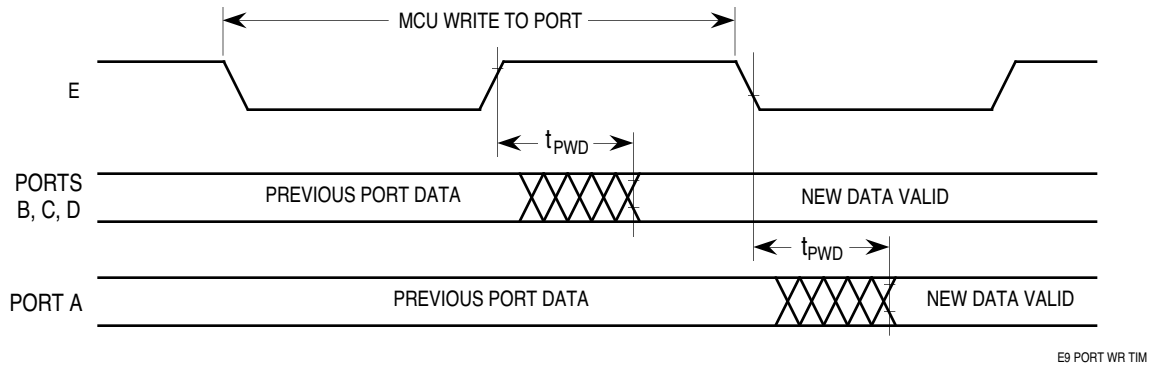 MCU WRITE TO PORT
E
tPWD
PORTS
B, C, D
PREVIOUS PORT DATA
NEW DATA VALID
tPWD
PORT A
PREVIOUS PORT DATA
NEW DATA VALID
E9 PORT WR TIM